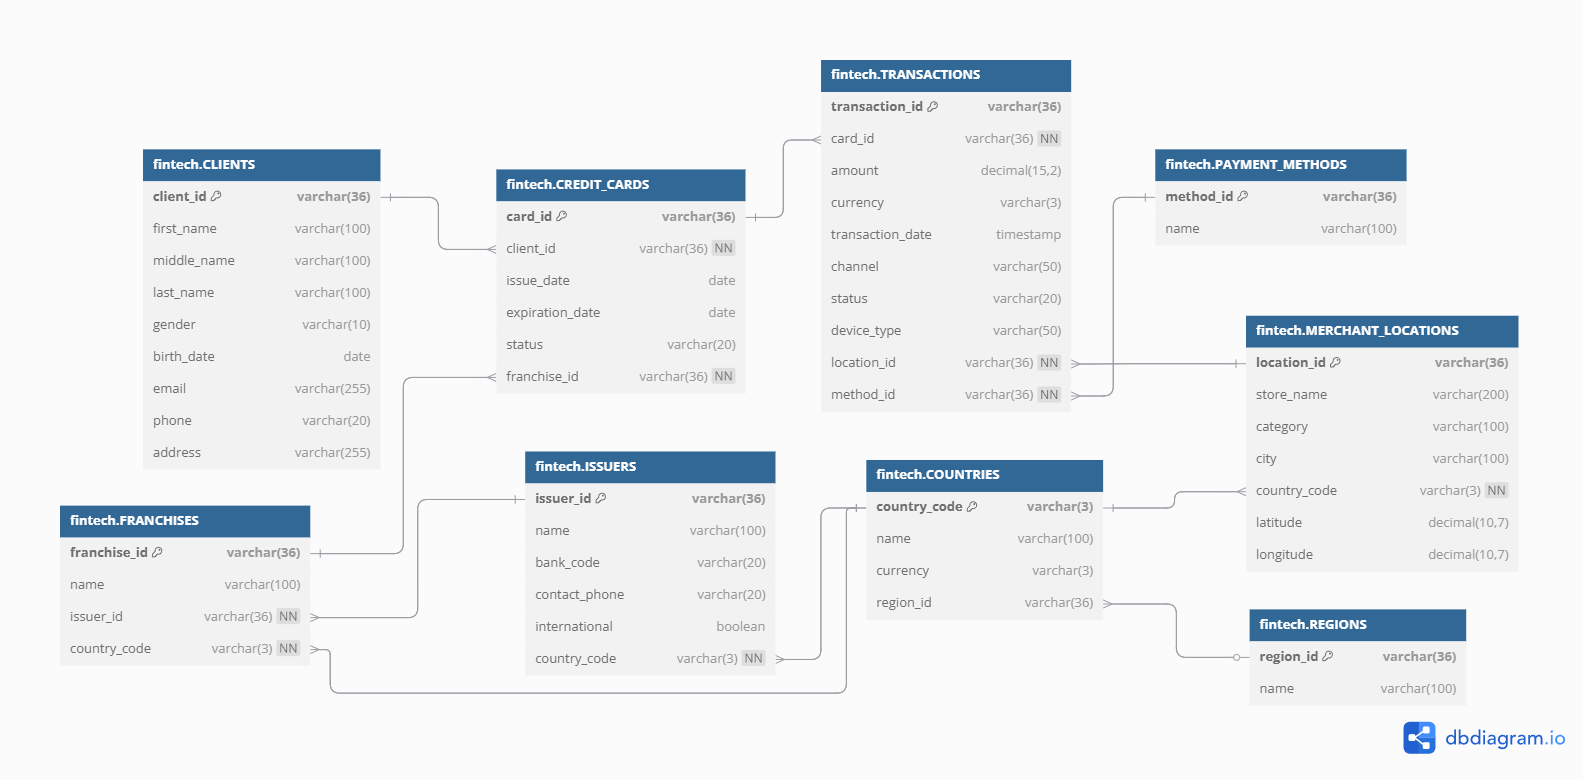 fintech.TRANSACTIONS
transaction_id varchar(36)
card_id varchar(36) NN
amount decimal(15,2)
currency varchar(3)
transaction_date timestamp
channel varchar(50)
status varchar(20)
device_type varchar(50)
location_id varchar(36) NN
method_id varchar(36) NN
fintech.CLIENTS
client_id varchar(36)
first_name varchar(100)
middle_name varchar(100)
last_name varchar(100)
gender varchar(10)
birth_date date
email varchar(255)
phone varchar(20)
address varchar(255)
fintech.CREDIT_CARDS
card_id varchar(36)
client_id varchar(36) NN
issue_date date
expiration_date date
status varchar(20)
franchise_id varchar(36) NN
fintech.PAYMENT_METHODS
method_id varchar(36)
name varchar(100)
fintech.MERCHANT_LOCATIONS
location_id varchar(36)
store_name varchar(200)
category varchar(100)
city varchar(100)
country_code varchar(3) NN
latitude decimal(10,7)
longitude decimal(10,7)
fintech.ISSUERS
issuer_id varchar(36)
name varchar(100)
bank_code varchar(20)
contact_phone varchar(20)
international boolean
country_code varchar(3) NN
fintech.COUNTRIES
country_code varchar(3)
name varchar(100)
currency varchar(3)
region_id varchar(36)
fintech.FRANCHISES
franchise_id varchar(36)
name varchar(100)
issuer_id varchar(36) NN
country_code varchar(3) NN
fintech.REGIONS
region_id varchar(36)
name varchar(100)
dbdiagram.io